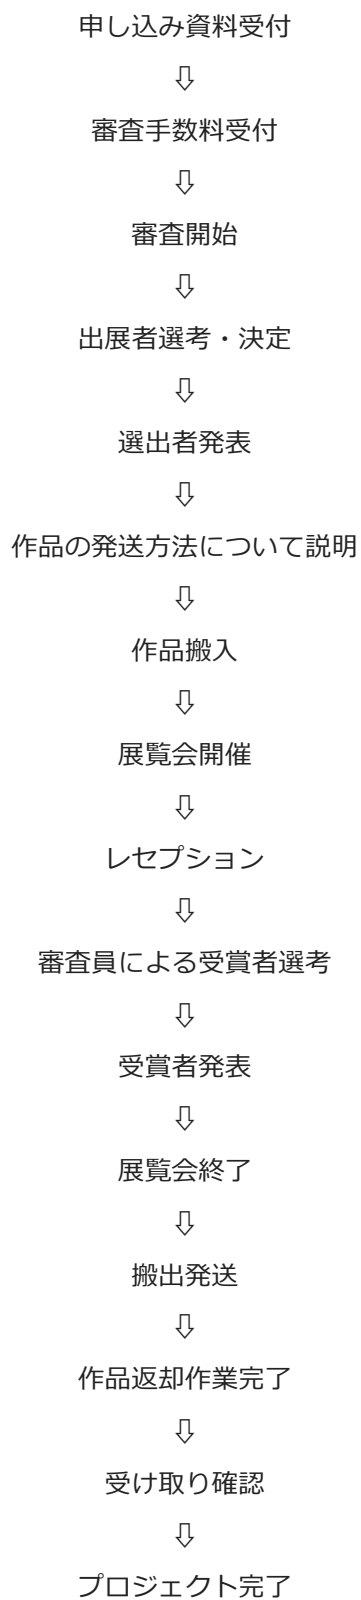 申し込み資料受付
⇩
審査手数料受付
⇩
審査開始
⇩
出展者選考・決定
⇩
選出者発表
⇩
作品の発送方法について説明
⇩
作品搬入
⇩
展覧会開催
⇩
レセプション
⇩
審査員による受賞者選考
⇩
受賞者発表
⇩
展覧会終了
⇩
搬出発送
⇩
作品返却作業完了
⇩
受け取り確認
⇩
プロジェクト完了